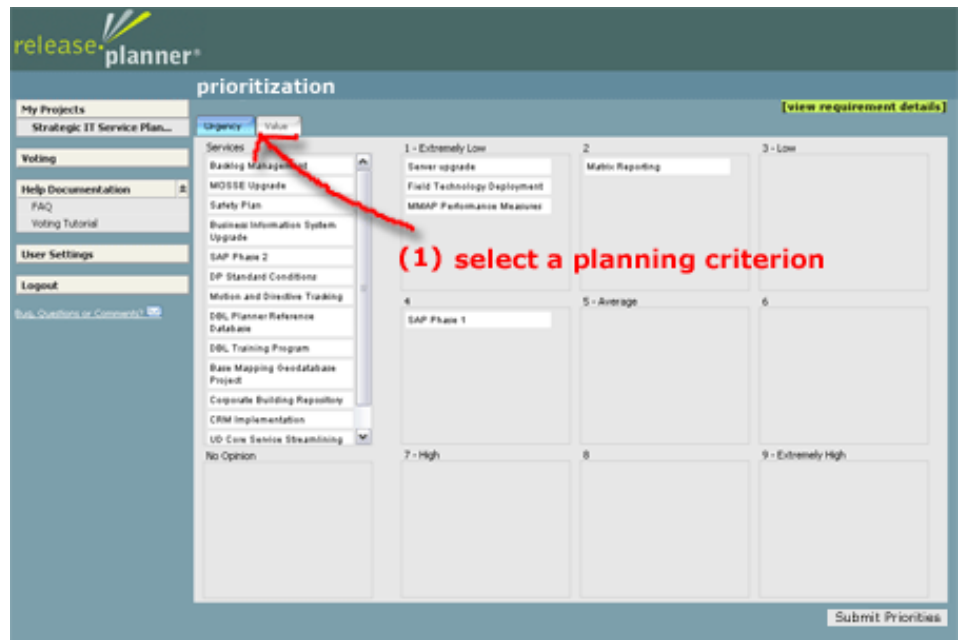 release planner®
prioritization
[view requirement details]
My Projects
Strategic IT Service Plan...
Voting
Help Documentation
FAQ
Voting Tutorial
User Settings
Logout
Bug, Questions or Comments?
Urgency
Value
Services
Backlog Management
MOSSE Upgrade
Safety Plan
Business Information System
Upgrade
SAP Phase 2
DP Standard Conditions
Motion and Directive Tracking
DBL Planner Reference
Database
DBL Training Program
Base Mapping Geodatabase
Project
Corporate Building Repository
CRM Implementation
UD Core Service Streamlining
No Opinion
1 - Extremely Low
Server upgrade
Field Technology Deployment
MMAP Performance Measures
2
Matrix Reporting
3 - Low
(1) select a planning criterion
4
SAP Phase 1
5 - Average
6
7 - High
8
9 - Extremely High
Submit Priorities